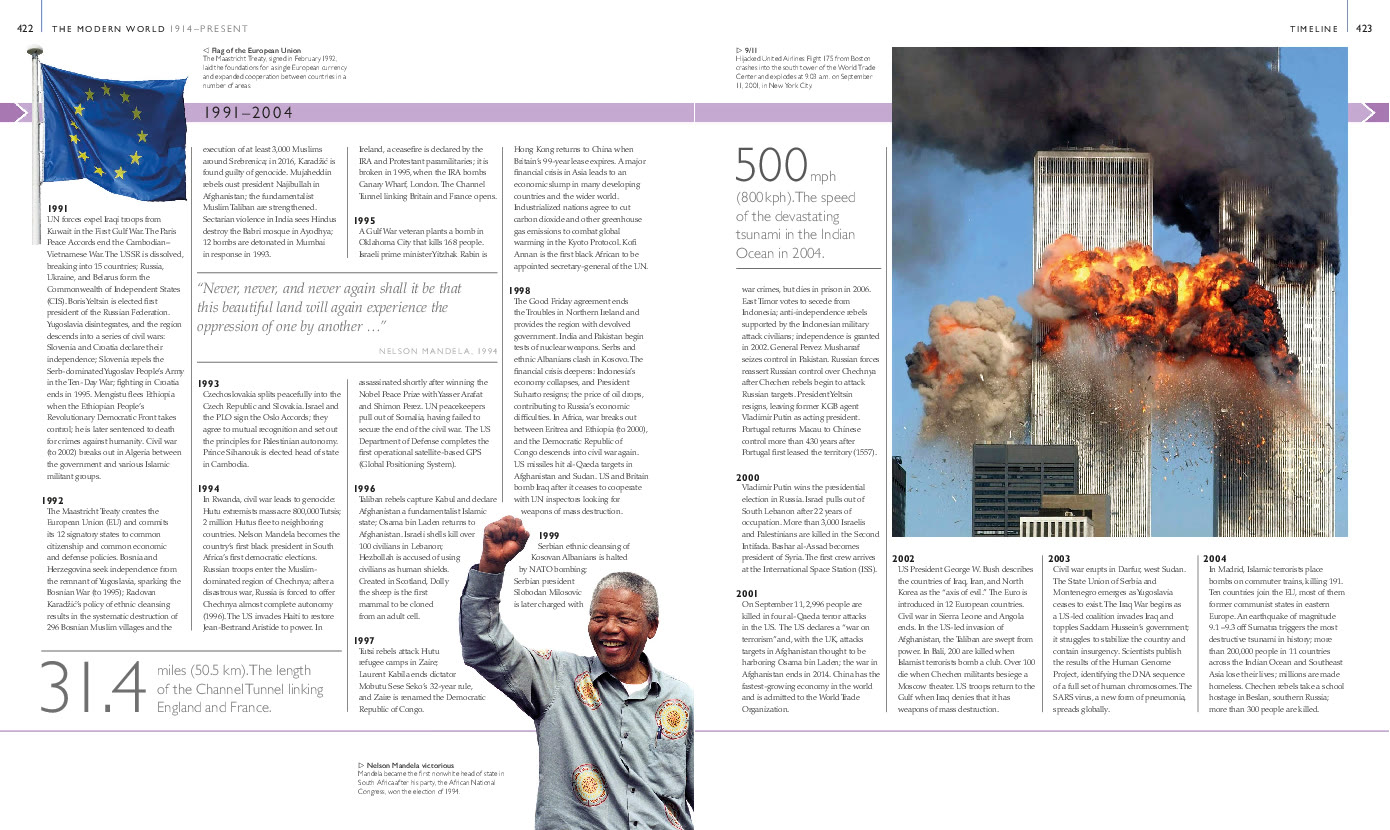 422
THE MODERN WORLD 1914–PRESENT
◁ Flag of the European Union
The Maastricht Treaty, signed in February 1992,
laid the foundations for a single European currency
and expanded cooperation between countries in a
number of areas.
1991–2004
1991
UN forces expel Iraqi troops from
Kuwait in the First Gulf War. The Paris
Peace Accords end the Cambodian–
Vietnamese War. The USSR is dissolved,
breaking into 15 countries; Russia,
Ukraine, and Belarus form the
Commonwealth of Independent States
(CIS). Boris Yeltsin is elected first
president of the Russian Federation.
Yugoslavia disintegrates, and the region
descends into a series of civil wars:
Slovenia and Croatia declare their
independence; Slovenia repels the
Serb-dominated Yugoslav People's Army
in the Ten-Day War; fighting in Croatia
ends in 1995. Mengistu flees Ethiopia
when the Ethiopian People's
Revolutionary Democratic Front takes
control; he is later sentenced to death
for crimes against humanity. Civil war
(to 2002) breaks out in Algeria between
the government and various Islamic
militant groups.
1992
The Maastricht Treaty creates the
European Union (EU) and commits
its 12 signatory states to common
citizenship and common economic
and defense policies. Bosnia and
Herzegovina seek independence from
the remnant of Yugoslavia, sparking the
Bosnian War (to 1995); Radovan
Karadžić's policy of ethnic cleansing
results in the systematic destruction of
296 Bosnian Muslim villages and the
execution of at least 3,000 Muslims
around Srebrenica; in 2016, Karadžić is
found guilty of genocide. Mujaheddin
rebels oust president Najibullah in
Afghanistan; the fundamentalist
Muslim Taliban are strengthened.
Sectarian violence in India sees Hindus
destroy the Babri mosque in Ayodhya;
12 bombs are detonated in Mumbai
in response in 1993.
"Never, never, and never again shall it be that
this beautiful land will again experience the
oppression of one by another …"
NELSON MANDELA, 1994
1993
Czechoslovakia splits peacefully into the
Czech Republic and Slovakia. Israel and
the PLO sign the Oslo Accords; they
agree to mutual recognition and set out
the principles for Palestinian autonomy.
Prince Sihanouk is elected head of state
in Cambodia.
1994
In Rwanda, civil war leads to genocide:
Hutu extremists massacre 800,000 Tutsis;
2 million Hutus flee to neighboring
countries. Nelson Mandela becomes the
country's first black president in South
Africa's first democratic elections.
Russian troops enter the Muslim-
dominated region of Chechnya; after a
disastrous war, Russia is forced to offer
Chechnya almost complete autonomy
(1996). The US invades Haiti to restore
Jean-Bertrand Aristide to power. In
Ireland, a ceasefire is declared by the
IRA and Protestant paramilitaries; it is
broken in 1995, when the IRA bombs
Canary Wharf, London. The Channel
Tunnel linking Britain and France opens.
1995
A Gulf War veteran plants a bomb in
Oklahoma City that kills 168 people.
Israeli prime minister Yitzhak Rabin is
assassinated shortly after winning the
Nobel Peace Prize with Yasser Arafat
and Shimon Perez. UN peacekeepers
pull out of Somalia, having failed to
secure the end of the civil war. The US
Department of Defense completes the
first operational satellite-based GPS
(Global Positioning System).
1996
Taliban rebels capture Kabul and declare
Afghanistan a fundamentalist Islamic
state; Osama bin Laden returns to
Afghanistan. Israeli shells kill over
100 civilians in Lebanon;
Hezbollah is accused of using
civilians as human shields.
Created in Scotland, Dolly
the sheep is the first
mammal to be cloned
from an adult cell.
1997
Tutsi rebels attack Hutu
refugee camps in Zaire;
Laurent Kabila ends dictator
Mobutu Sese Seko's 32-year rule,
and Zaire is renamed the Democratic
Republic of Congo.
Hong Kong returns to China when
Britain's 99-year lease expires. A major
financial crisis in Asia leads to an
economic slump in many developing
countries and the wider world.
Industrialized nations agree to cut
carbon dioxide and other greenhouse
gas emissions to combat global
warming in the Kyoto Protocol. Kofi
Annan is the first black African to be
appointed secretary-general of the UN.
1998
The Good Friday agreement ends
the Troubles in Northern Ireland and
provides the region with devolved
government. India and Pakistan begin
tests of nuclear weapons. Serbs and
ethnic Albanians clash in Kosovo. The
financial crisis deepens: Indonesia's
economy collapses, and President
Suharto resigns; the price of oil drops,
contributing to Russia's economic
difficulties. In Africa, war breaks out
between Eritrea and Ethiopia (to 2000),
and the Democratic Republic of
Congo descends into civil war again.
US missiles hit al-Qaeda targets in
Afghanistan and Sudan. US and Britain
bomb Iraq after it ceases to cooperate
with UN inspectors looking for
weapons of mass destruction.
1999
Serbian ethnic cleansing of
Kosovan Albanians is halted
by NATO bombing;
Serbian president
Slobodan Milosovic
is later charged with
31.4 miles (50.5 km). The length
of the Channel Tunnel linking
England and France.
▷ Nelson Mandela victorious
Mandela became the first nonwhite head of state in
South Africa after his party, the African National
Congress, won the election of 1994.
TIMELINE
423
▷ 9/11
Hijacked United Airlines Flight 175 from Boston
crashes into the south tower of the World Trade
Center and explodes at 9:03 a.m. on September
11, 2001, in New York City.
500 mph
(800 kph). The speed
of the devastating
tsunami in the Indian
Ocean in 2004.
war crimes, but dies in prison in 2006.
East Timor votes to secede from
Indonesia; anti-independence rebels
supported by the Indonesian military
attack civilians; independence is granted
in 2002. General Pervez Musharraf
seizes control in Pakistan. Russian forces
reassert Russian control over Chechnya
after Chechen rebels begin to attack
Russian targets. President Yeltsin
resigns, leaving former KGB agent
Vladimir Putin as acting president.
Portugal returns Macau to Chinese
control more than 430 years after
Portugal first leased the territory (1557).
2000
Vladimir Putin wins the presidential
election in Russia. Israel pulls out of
South Lebanon after 22 years of
occupation. More than 3,000 Israelis
and Palestinians are killed in the Second
Intifada. Bashar al-Assad becomes
president of Syria. The first crew arrives
at the International Space Station (ISS).
2001
On September 11, 2,996 people are
killed in four al-Qaeda terror attacks
in the US. The US declares a "war on
terrorism" and, with the UK, attacks
targets in Afghanistan thought to be
harboring Osama bin Laden; the war in
Afghanistan ends in 2014. China has the
fastest-growing economy in the world
and is admitted to the World Trade
Organization.
2002
US President George W. Bush describes
the countries of Iraq, Iran, and North
Korea as the "axis of evil." The Euro is
introduced in 12 European countries.
Civil war in Sierra Leone and Angola
ends. In the US-led invasion of
Afghanistan, the Taliban are swept from
power. In Bali, 200 are killed when
Islamist terrorists bomb a club. Over 100
die when Chechen militants besiege a
Moscow theater. US troops return to the
Gulf when Iraq denies that it has
weapons of mass destruction.
2003
Civil war erupts in Darfur, west Sudan.
The State Union of Serbia and
Montenegro emerges as Yugoslavia
ceases to exist. The Iraq War begins as
a US-led coalition invades Iraq and
topples Saddam Hussein's government;
it struggles to stabilize the country and
contain insurgency. Scientists publish
the results of the Human Genome
Project, identifying the DNA sequence
of a full set of human chromosomes. The
SARS virus, a new form of pneumonia,
spreads globally.
2004
In Madrid, Islamic terrorists place
bombs on commuter trains, killing 191.
Ten countries join the EU, most of them
former communist states in eastern
Europe. An earthquake of magnitude
9.1–9.3 off Sumatra triggers the most
destructive tsunami in history; more
than 200,000 people in 11 countries
across the Indian Ocean and Southeast
Asia lose their lives; millions are made
homeless. Chechen rebels take a school
hostage in Beslan, southern Russia;
more than 300 people are killed.